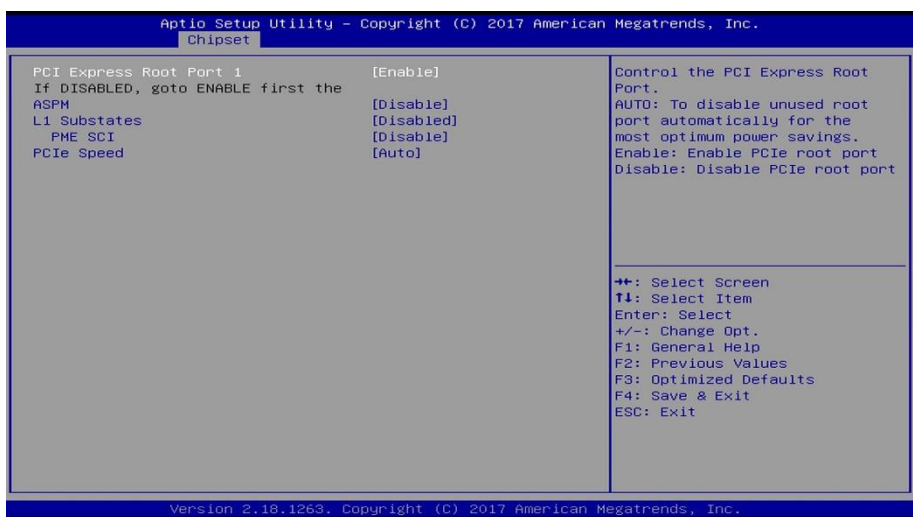 Aptio Setup Utility – Copyright (C) 2017 American Megatrends, Inc.
Chipset
PCI Express Root Port 1 [Enable]
If DISABLED, goto ENABLE first the
ASPM [Disable]
L1 Substates [Disabled]
PME SCI [Disable]
PCIe Speed [Auto]
Control the PCI Express Root
Port.
AUTO: To disable unused root
port automatically for the
most optimum power savings.
Enable: Enable PCIe root port
Disable: Disable PCIe root port
→←: Select Screen
↑↓: Select Item
Enter: Select
+/-: Change Opt.
F1: General Help
F2: Previous Values
F3: Optimized Defaults
F4: Save & Exit
ESC: Exit
Version 2.18.1263. Copyright (C) 2017 American Megatrends, Inc.